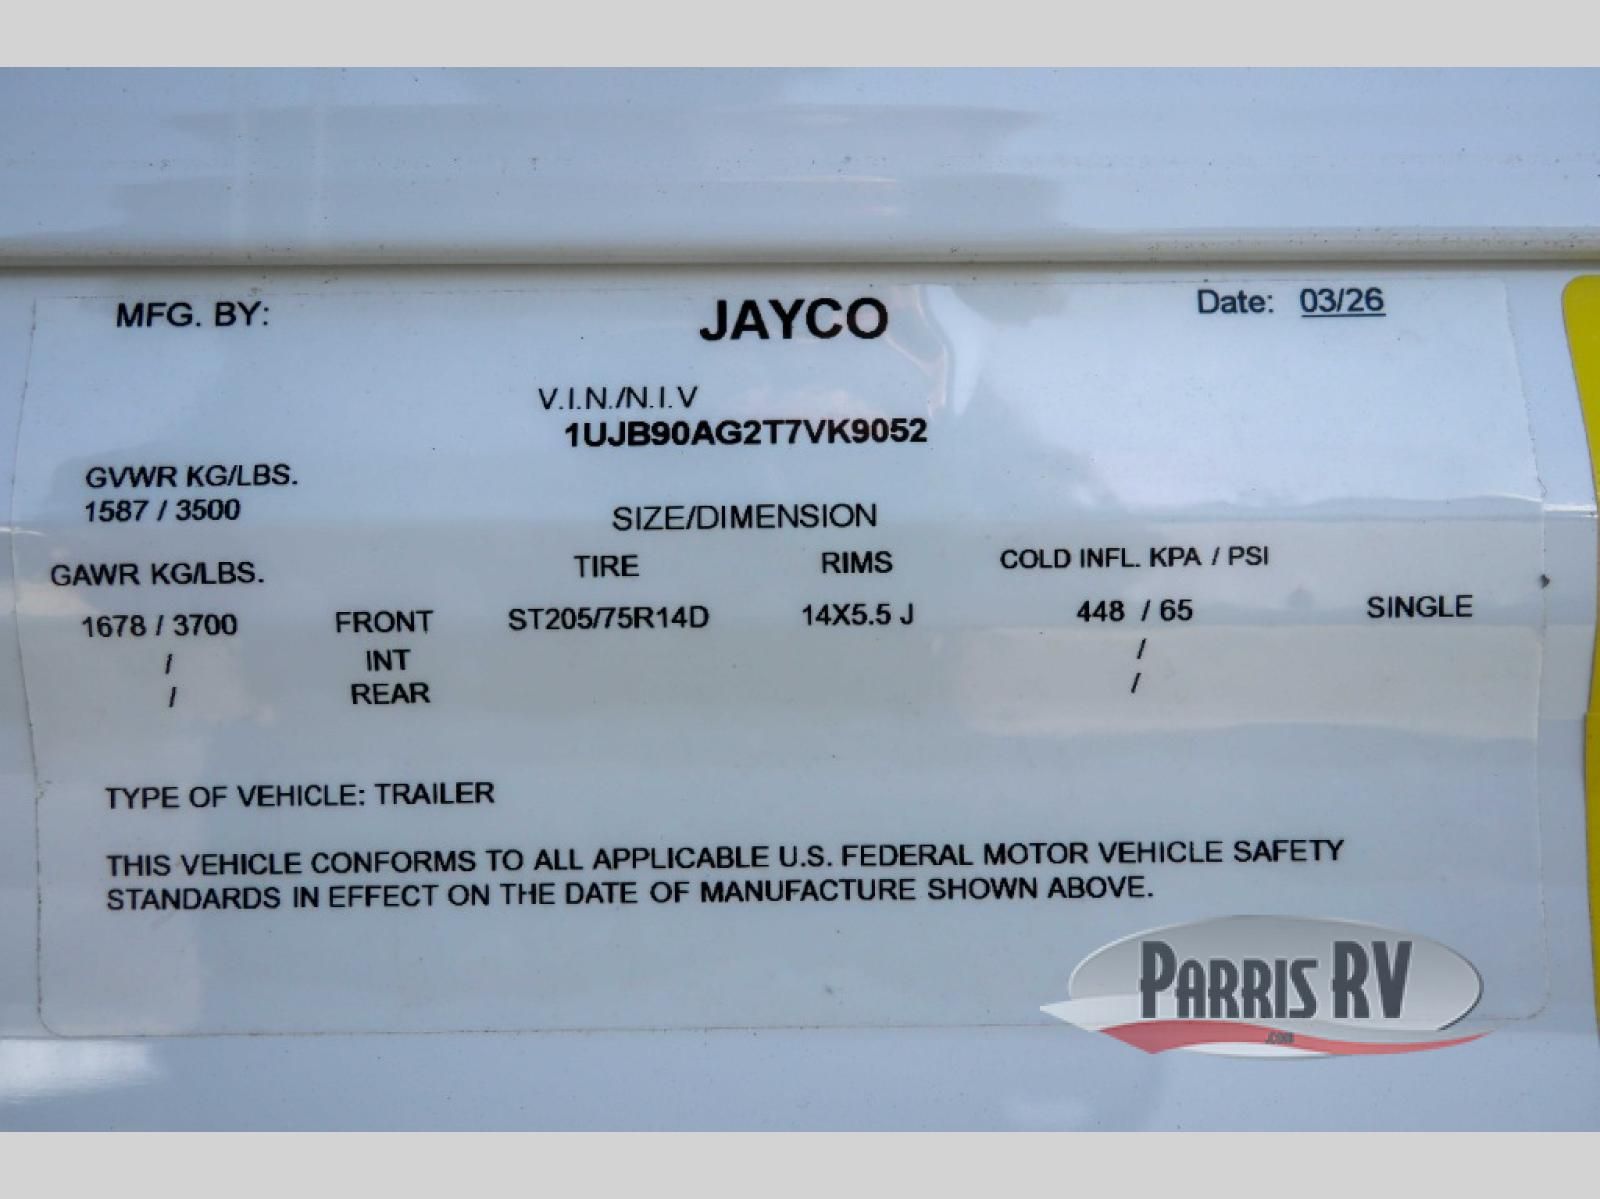 MFG. BY: JAYCO Date: 03/26
V.I.N./N.I.V
1UJB90AG2T7VK9052
GVWR KG/LBS.
1587 / 3500
SIZE/DIMENSION
GAWR KG/LBS. TIRE RIMS COLD INFL. KPA / PSI
1678 / 3700 FRONT ST205/75R14D 14X5.5 J 448 / 65 SINGLE
/ INT /
/ REAR /
TYPE OF VEHICLE: TRAILER
THIS VEHICLE CONFORMS TO ALL APPLICABLE U.S. FEDERAL MOTOR VEHICLE SAFETY
STANDARDS IN EFFECT ON THE DATE OF MANUFACTURE SHOWN ABOVE.
PARRIS RV
.COM